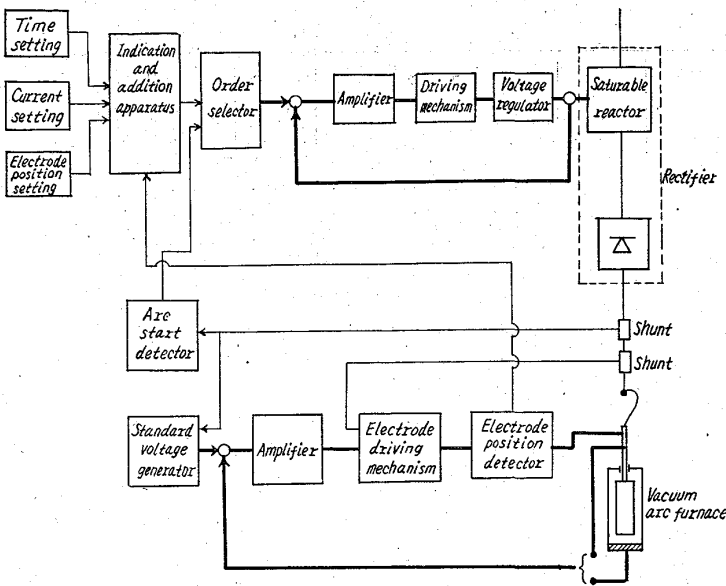 Time
setting
Current
setting
Electrode
position setting
Indication
and
addition
apparatus
Order
selector
Amplifier
Driving
mechanism
Voltage
regulator
Saturable
reactor
Rectifier
Arc
start
detector
Shunt
Shunt
Standard
voltage
generator
Amplifier
Electrode
driving
mechanism
Electrode
position
detector
Vacuum
arc furnace